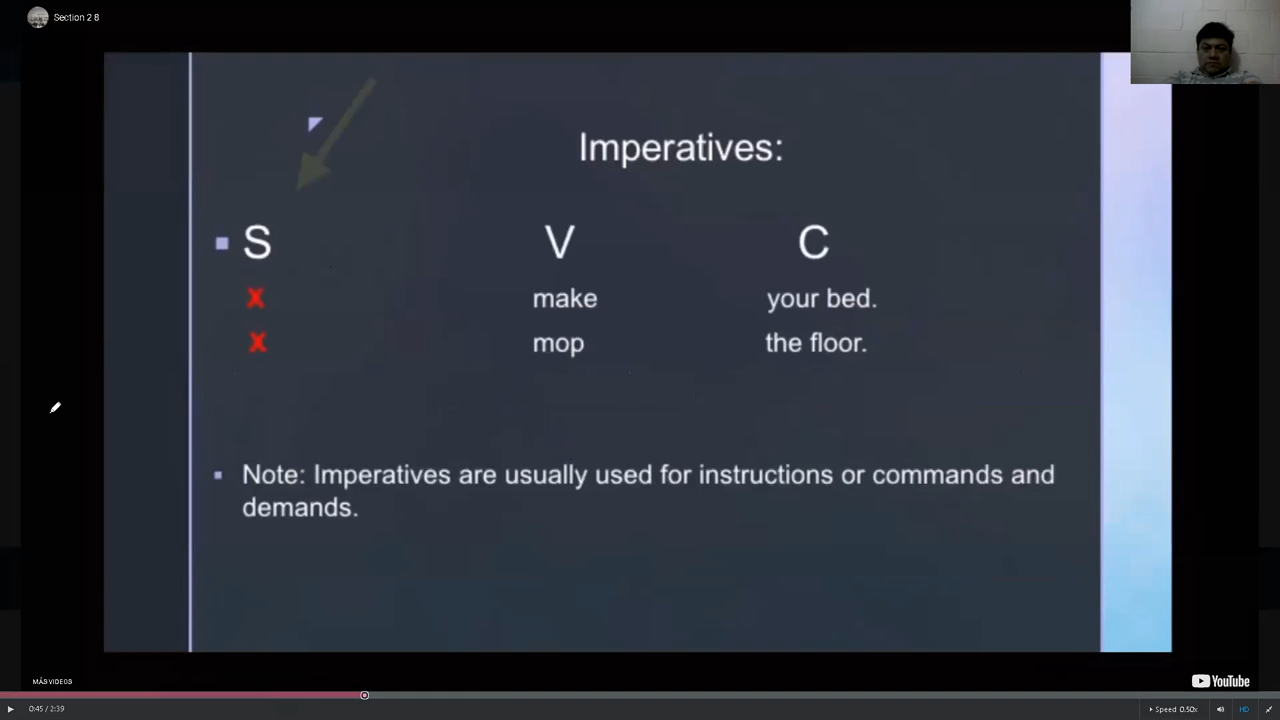 Section 2 8
Imperatives:
S V C
x make your bed.
x mop the floor.
Note: Imperatives are usually used for instructions or commands and
demands.
MÁS VIDEOS
YouTube
0:45 / 2:39
Speed 0.50x
HD